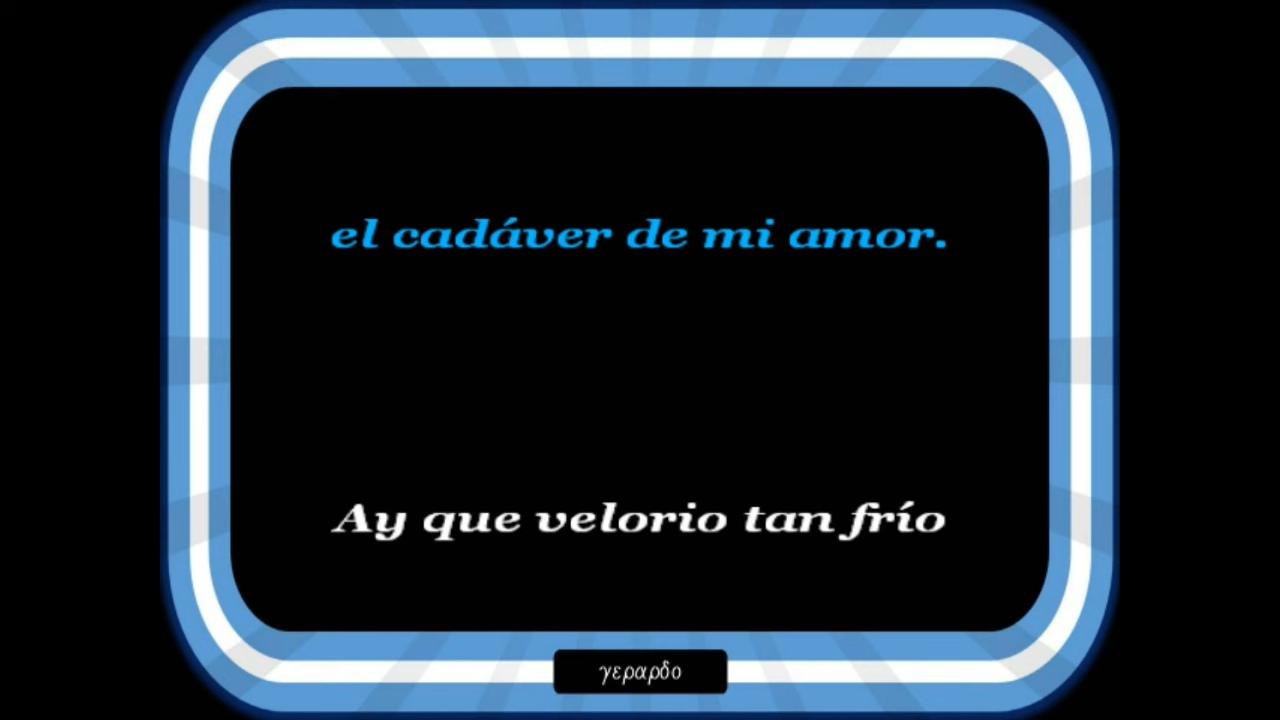 el cadáver de mi amor.
Ay que velorio tan frío
γεραρδο